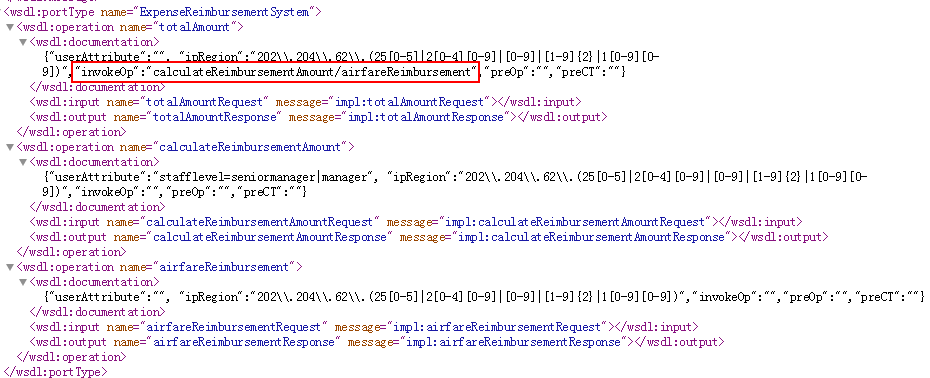 <wsdl:portType name="ExpenseReimbursementSystem">
<wsdl:operation name="totalAmount">
<wsdl:documentation>
{"userAttribute":"", "ipRegion":"202\\.204\\.62\\.(25[0-5]|2[0-4][0-9]|[0-9]|[1-9]{2}|1[0-9][0-
9])","invokeOp":"calculateReimbursementAmount/airfareReimbursement","preOp":"","preCT":""}
</wsdl:documentation>
<wsdl:input name="totalAmountRequest" message="impl:totalAmountRequest"></wsdl:input>
<wsdl:output name="totalAmountResponse" message="impl:totalAmountResponse"></wsdl:output>
</wsdl:operation>
<wsdl:operation name="calculateReimbursementAmount">
<wsdl:documentation>
{"userAttribute":"stafflevel=seniormanager|manager", "ipRegion":"202\\.204\\.62\\.(25[0-5]|2[0-4][0-9]|[0-9]|[1-9]{2}|1[0-9][0-
9])","invokeOp":"","preOp":"","preCT":""}
</wsdl:documentation>
<wsdl:input name="calculateReimbursementAmountRequest" message="impl:calculateReimbursementAmountRequest"></wsdl:input>
<wsdl:output name="calculateReimbursementAmountResponse" message="impl:calculateReimbursementAmountResponse"></wsdl:output>
</wsdl:operation>
<wsdl:operation name="airfareReimbursement">
<wsdl:documentation>
{"userAttribute":"", "ipRegion":"202\\.204\\.62\\.(25[0-5]|2[0-4][0-9]|[0-9]|[1-9]{2}|1[0-9][0-9])","invokeOp":"","preOp":"","preCT":""}
</wsdl:documentation>
<wsdl:input name="airfareReimbursementRequest" message="impl:airfareReimbursementRequest"></wsdl:input>
<wsdl:output name="airfareReimbursementResponse" message="impl:airfareReimbursementResponse"></wsdl:output>
</wsdl:operation>
</wsdl:portType>